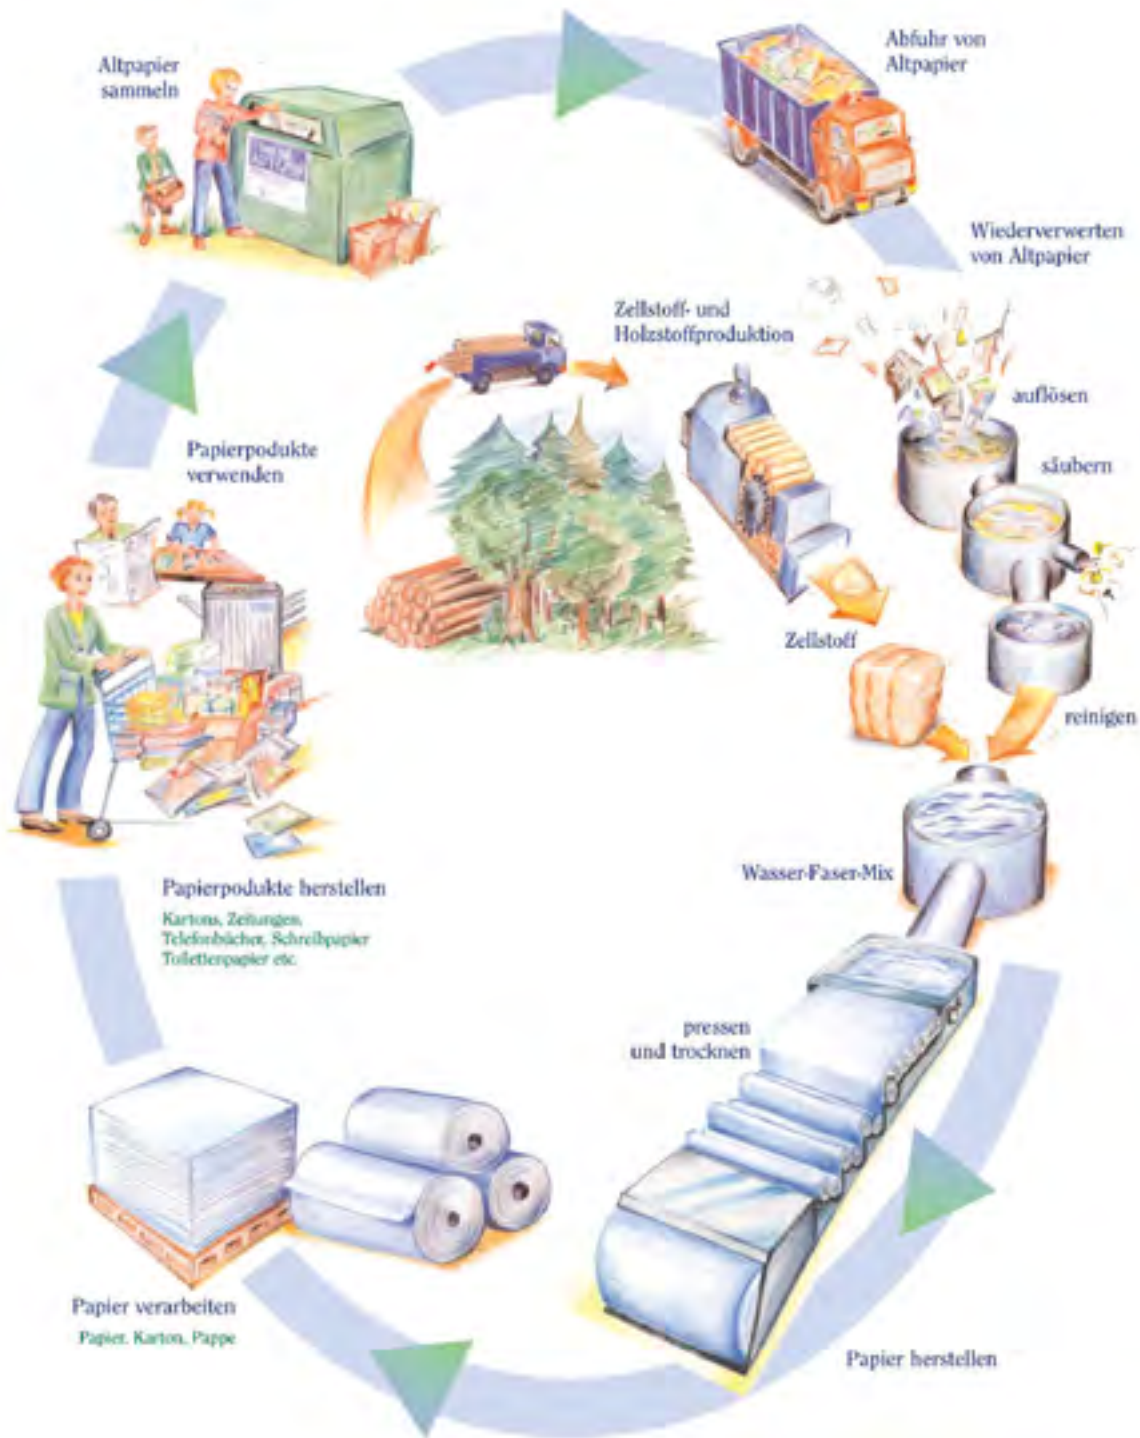 Altpapier
sammeln
Abfuhr von
Altpapier
Wiederverwerten
von Altpapier
Zellstoff- und
Holzstoffproduktion
auflösen
säubern
Zellstoff
reinigen
Wasser-Faser-Mix
pressen
und trocknen
Papier herstellen
Papier verarbeiten
Papier, Karton, Pappe
Papierpodukte herstellen
Kartons, Zeitungen,
Telefonbücher, Schreibpapier
Toilettenpapier etc.
Papierpodukte
verwenden